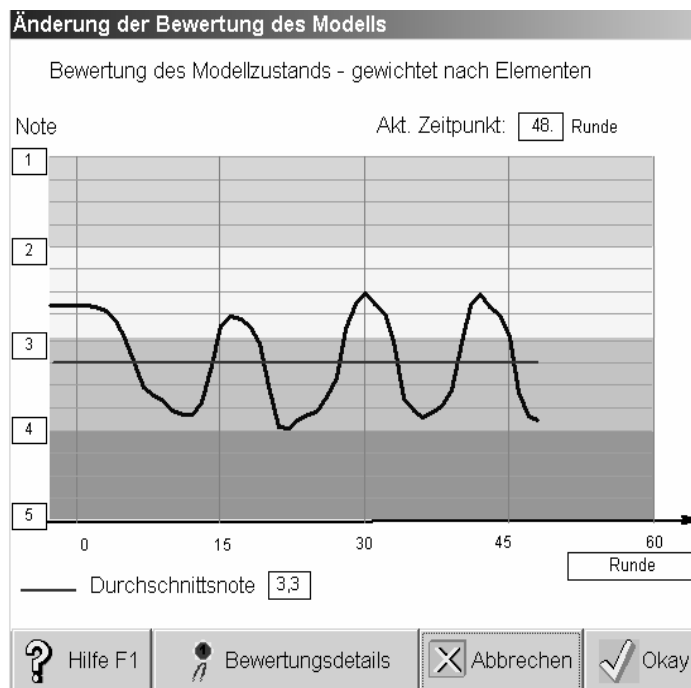 Änderung der Bewertung des Modells
Bewertung des Modellzustands - gewichtet nach Elementen
Note
Akt. Zeitpunkt: 48. Runde
1
2
3
4
5
0 15 30 45 60
Runde
Durchschnittsnote 3,3
Hilfe F1 Bewertungsdetails Abbrechen Okay